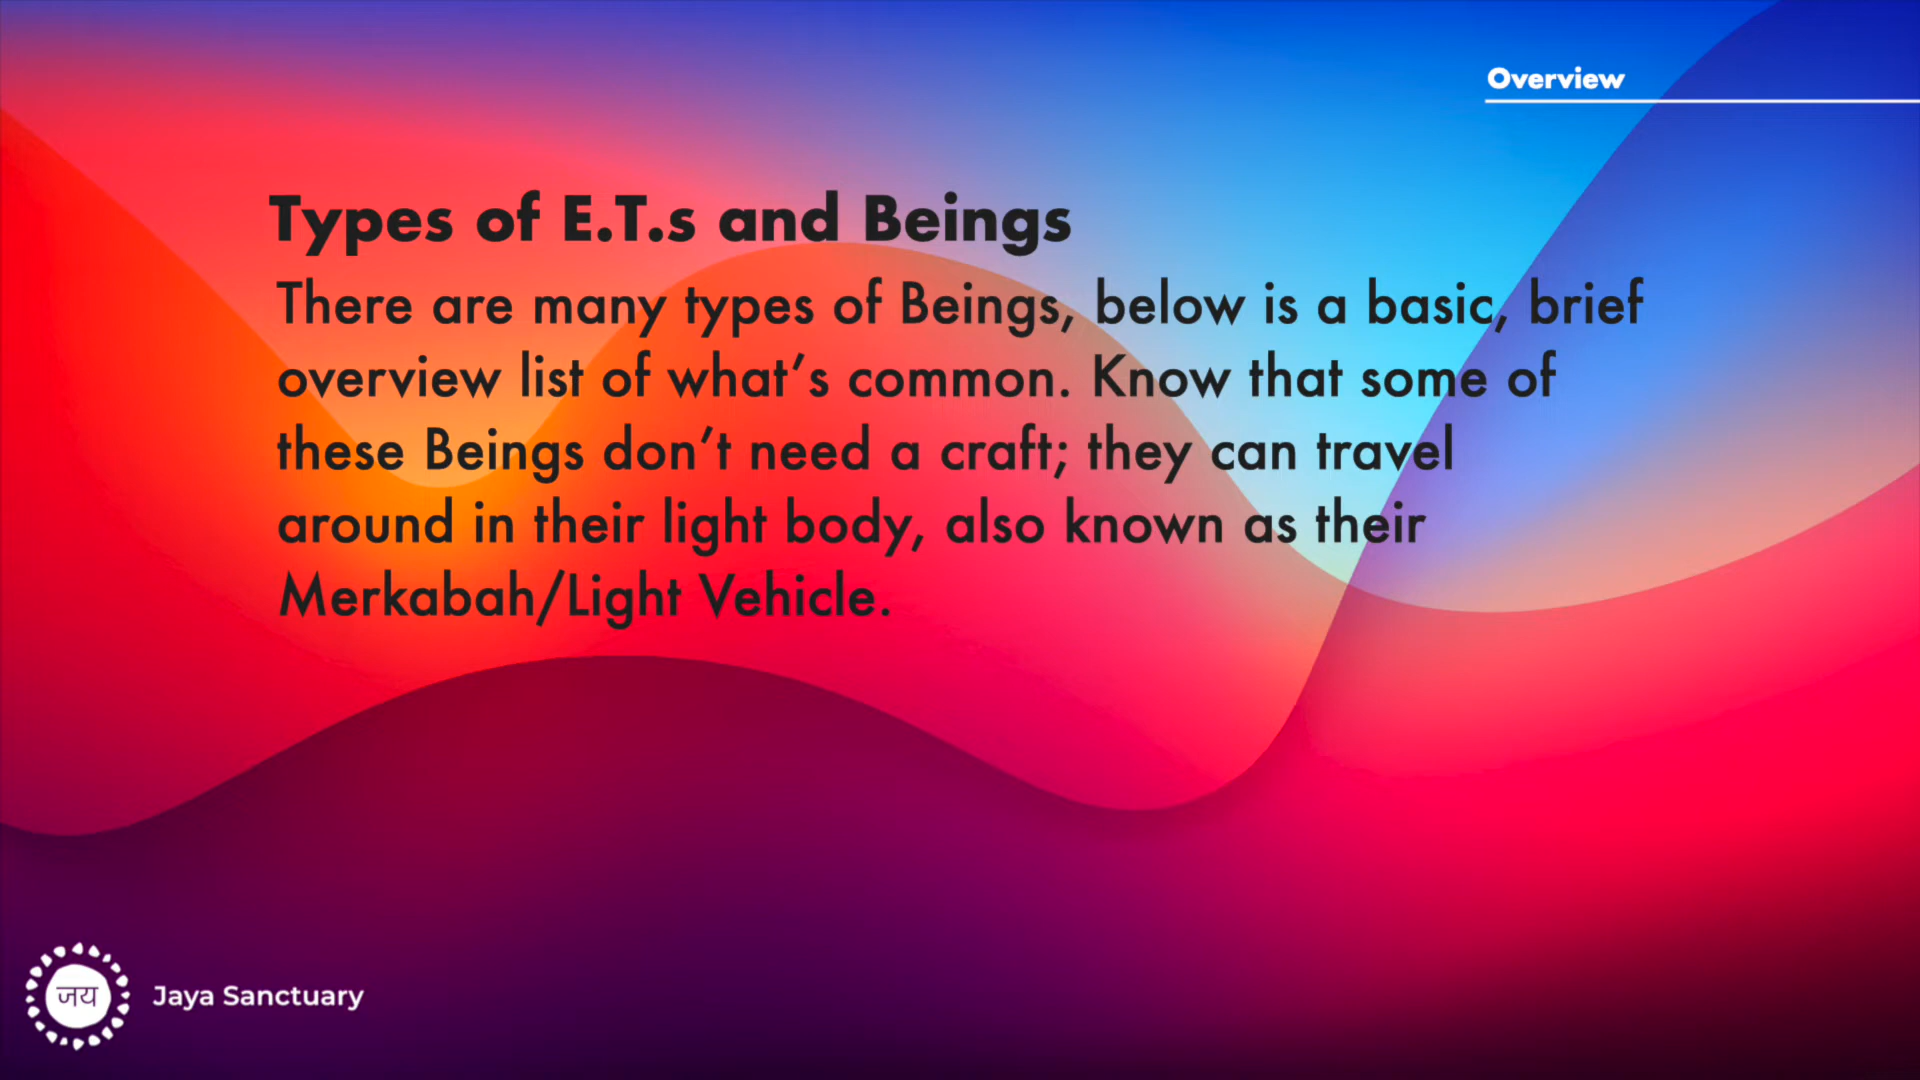 Overview
Types of E.T.s and Beings
There are many types of Beings, below is a basic, brief
overview list of what’s common. Know that some of
these Beings don’t need a craft; they can travel
around in their light body, also known as their
Merkabah/Light Vehicle.
जय
Jaya Sanctuary